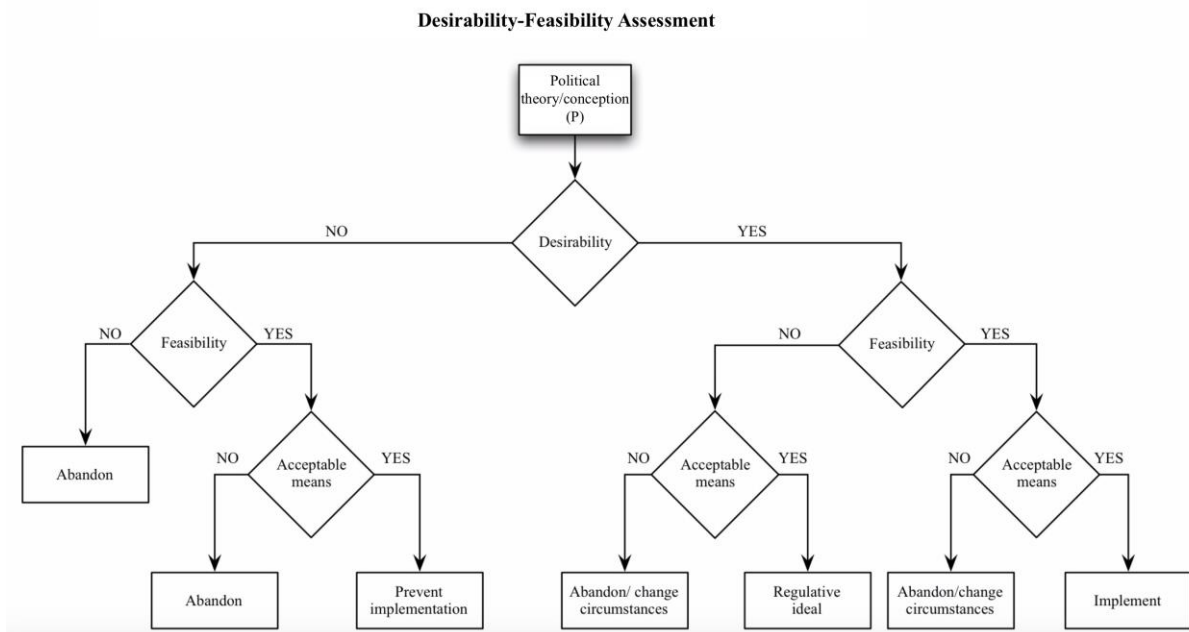 Desirability-Feasibility Assessment
Political
theory/conception
(P)
Desirability
NO
YES
Feasibility
NO
YES
Feasibility
NO
YES
Abandon
Acceptable
means
NO
YES
Acceptable
means
NO
YES
Acceptable
means
NO
YES
Abandon
Prevent
implementation
Abandon/ change
circumstances
Regulative
ideal
Abandon/change
circumstances
Implement